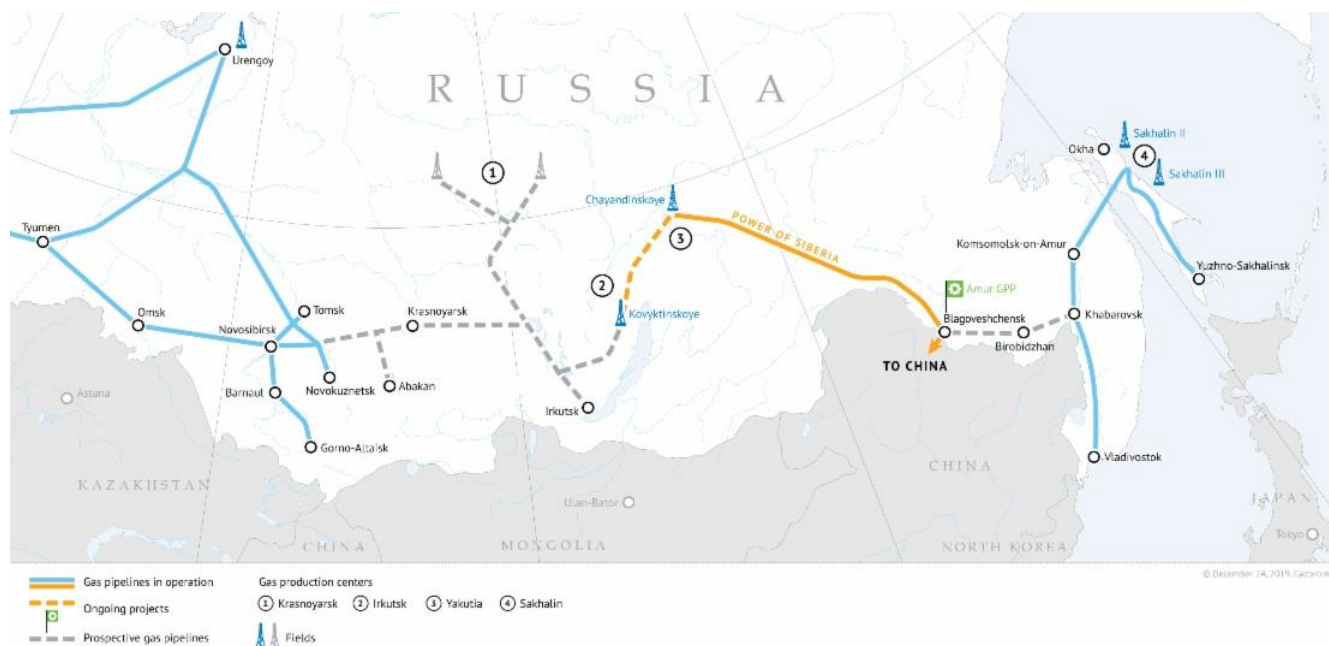 Urengoy
RUSSIA
Okha
Sakhalin II
4
Sakhalin III
1
Chayandinskoye
3
POWER OF SIBERIA
Tyumen
Komsomolsk-on-Amur
Yuzhno-Sakhalinsk
2
Kovyktinskoye
Amur GPP
Omsk
Tomsk
Novosibirsk
Krasnoyarsk
Blagoveshchensk
Khabarovsk
Birobidzhan
TO CHINA
Astana
Barnaul
Novokuznetsk
Abakan
Irkutsk
Gorno-Altaisk
Vladivostok
CHINA
KAZAKHSTAN
Ulan-Bator
JAPAN
Tokyo
CHINA
MONGOLIA
NORTH KOREA
© December 24, 2019, Gazprom
Gas pipelines in operation
Ongoing projects
Prospective gas pipelines
Gas production centers
1 Krasnoyarsk 2 Irkutsk 3 Yakutia 4 Sakhalin
Fields